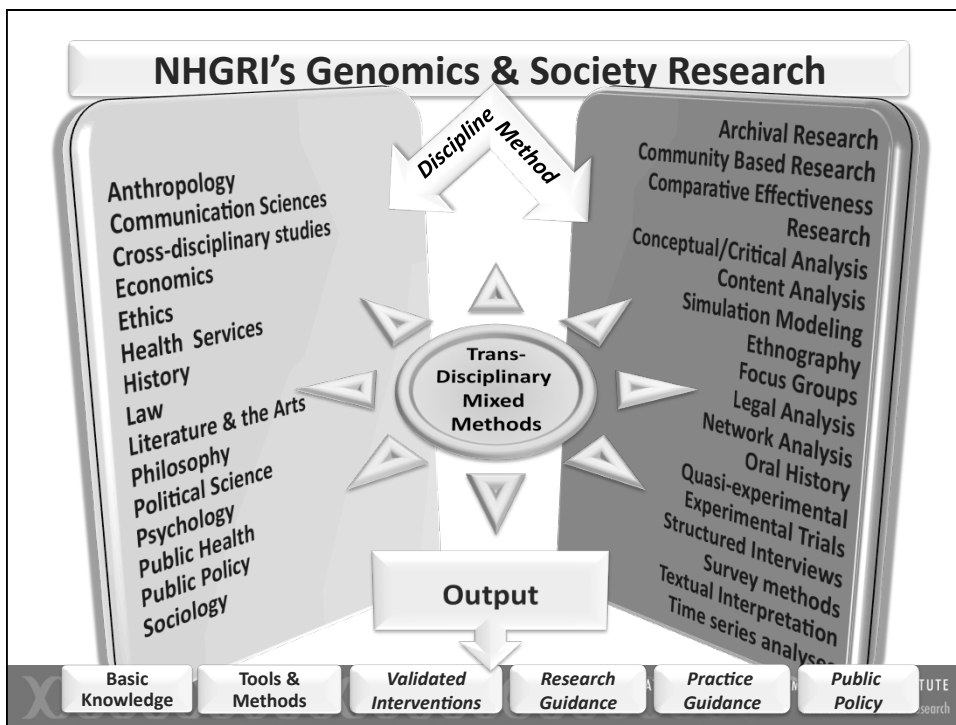 NHGRI's Genomics & Society Research
Discipline
Method
Anthropology
Communication Sciences
Cross-disciplinary studies
Economics
Ethics
Health Services
History
Law
Literature & the Arts
Philosophy
Political Science
Psychology
Public Health
Public Policy
Sociology
Archival Research
Community Based Research
Comparative Effectiveness
Research
Conceptual/Critical Analysis
Content Analysis
Simulation Modeling
Ethnography
Focus Groups
Legal Analysis
Network Analysis
Oral History
Quasi-experimental
Experimental Trials
Structured Interviews
Survey methods
Textual Interpretation
Time series analyses
Trans-
Disciplinary
Mixed
Methods
Output
Basic
Knowledge
Tools &
Methods
Validated
Interventions
Research
Guidance
Practice
Guidance
Public
Policy